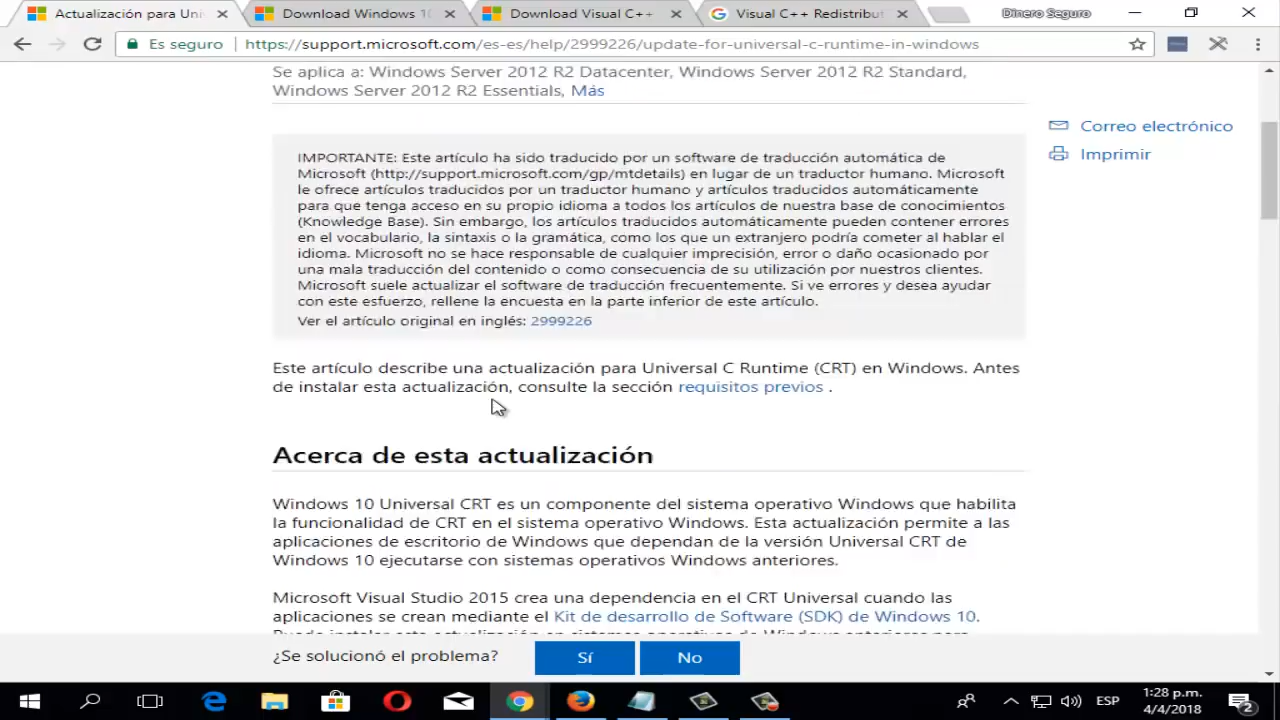 Actualización para Uni
Download Windows 10
Download Visual C++
Visual C++ Redistribut
Dinero Seguro
Es seguro
https://support.microsoft.com/es-es/help/2999226/update-for-universal-c-runtime-in-windows
Se aplica a: Windows Server 2012 R2 Datacenter, Windows Server 2012 R2 Standard,
Windows Server 2012 R2 Essentials, Más
Correo electrónico
Imprimir
IMPORTANTE: Este artículo ha sido traducido por un software de traducción automática de
Microsoft (http://support.microsoft.com/gp/mtdetails) en lugar de un traductor humano. Microsoft
le ofrece artículos traducidos por un traductor humano y artículos traducidos automáticamente
para que tenga acceso en su propio idioma a todos los artículos de nuestra base de conocimientos
(Knowledge Base). Sin embargo, los artículos traducidos automáticamente pueden contener errores
en el vocabulario, la sintaxis o la gramática, como los que un extranjero podría cometer al hablar el
idioma. Microsoft no se hace responsable de cualquier imprecisión, error o daño ocasionado por
una mala traducción del contenido o como consecuencia de su utilización por nuestros clientes.
Microsoft suele actualizar el software de traducción frecuentemente. Si ve errores y desea ayudar
con este esfuerzo, rellene la encuesta en la parte inferior de este artículo.
Ver el artículo original en inglés: 2999226
Este artículo describe una actualización para Universal C Runtime (CRT) en Windows. Antes
de instalar esta actualización, consulte la sección requisitos previos .
Acerca de esta actualización
Windows 10 Universal CRT es un componente del sistema operativo Windows que habilita
la funcionalidad de CRT en el sistema operativo Windows. Esta actualización permite a las
aplicaciones de escritorio de Windows que dependan de la versión Universal CRT de
Windows 10 ejecutarse con sistemas operativos Windows anteriores.
Microsoft Visual Studio 2015 crea una dependencia en el CRT Universal cuando las
aplicaciones se crean mediante el Kit de desarrollo de Software (SDK) de Windows 10.
¿Se solucionó el problema?
Sí
No
ESP
1:28 p.m.
4/4/2018
2